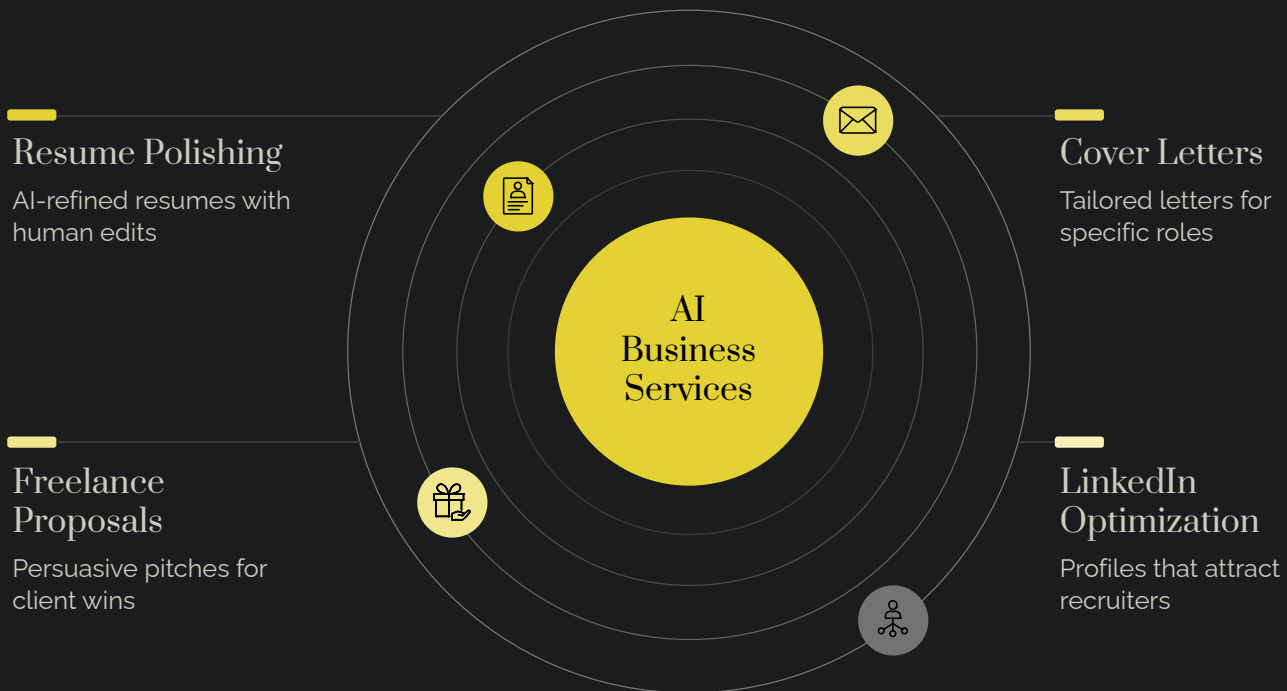 Resume Polishing
AI-refined resumes with
human edits
Cover Letters
Tailored letters for
specific roles
AI
Business
Services
Freelance
Proposals
Persuasive pitches for
client wins
LinkedIn
Optimization
Profiles that attract
recruiters